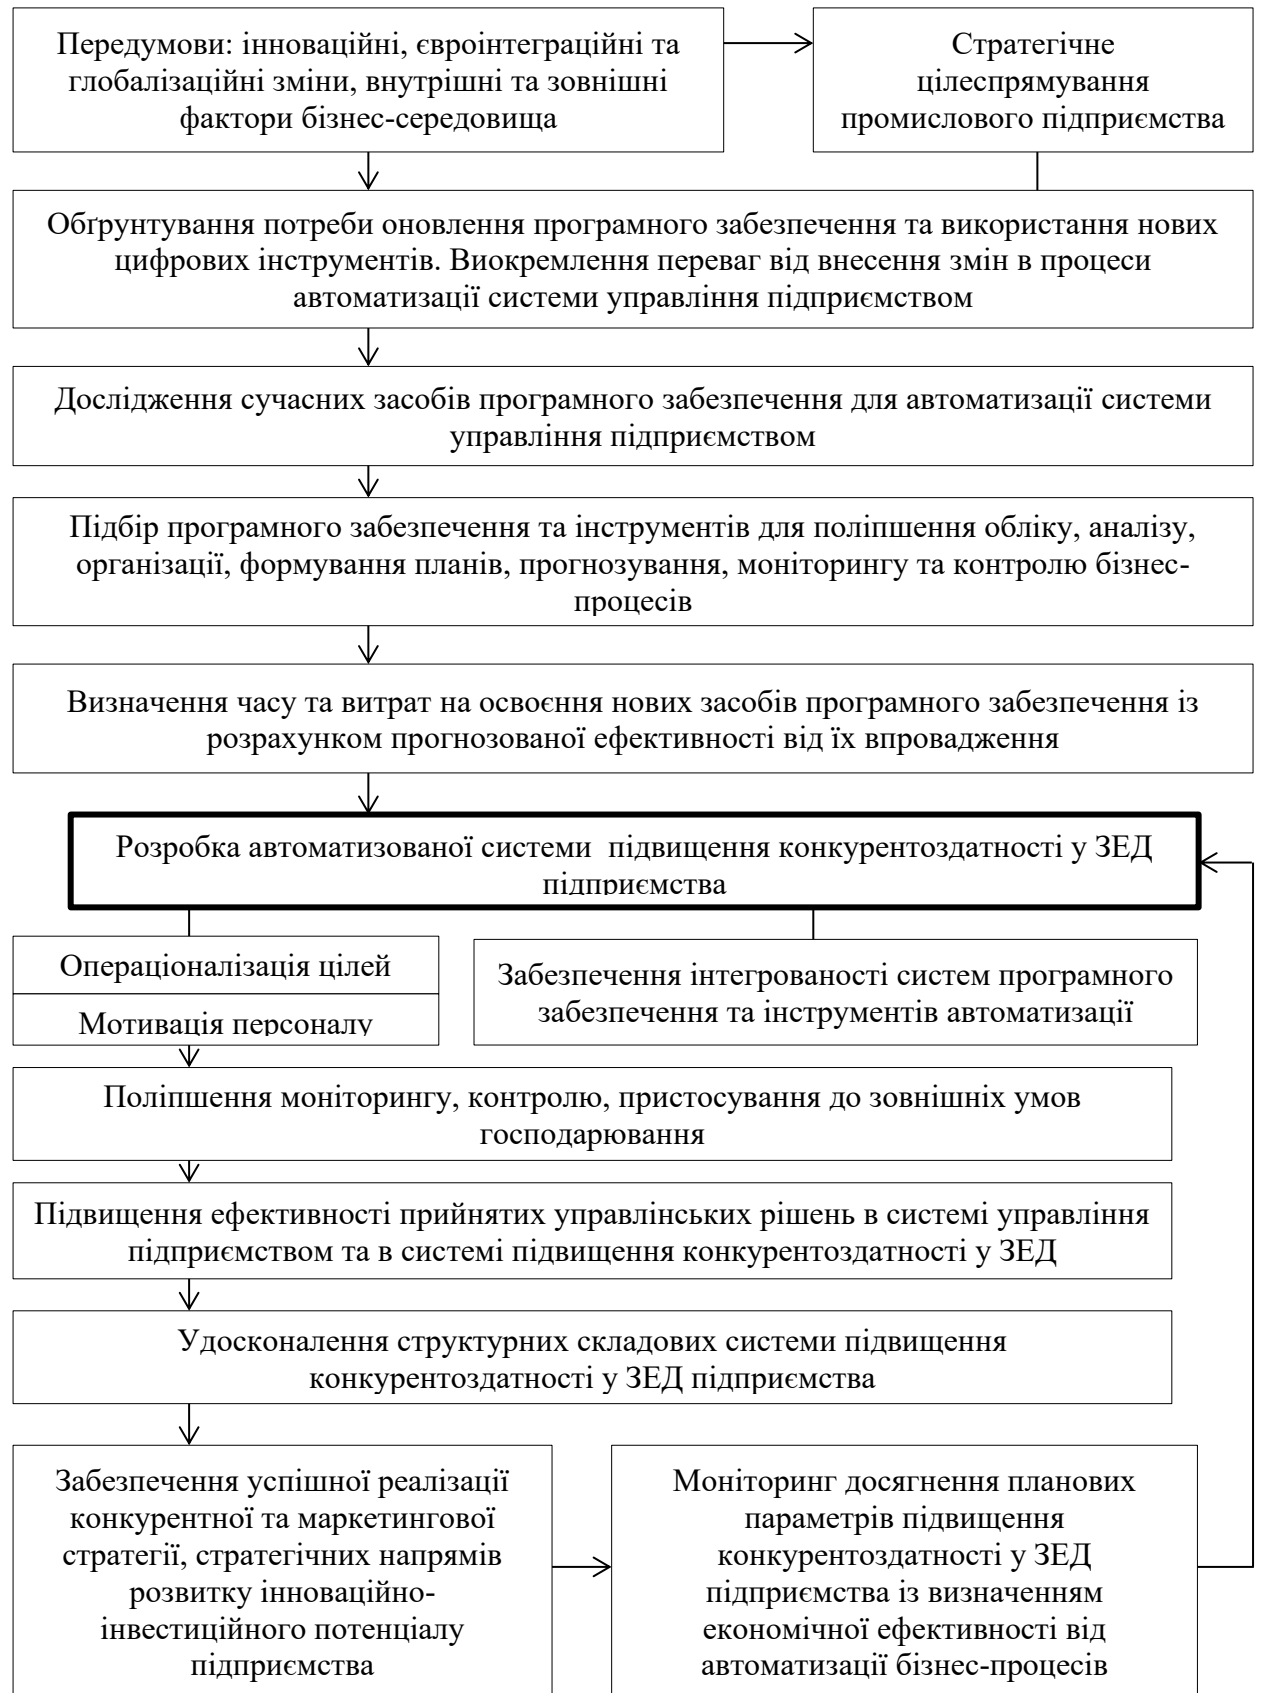 Передумови: інноваційні, євроінтеграційні та
глобалізаційні зміни, внутрішні та зовнішні
фактори бізнес-середовища
Стратегічне
цілеспрямування
промислового підприємства
Обґрунтування потреби оновлення програмного забезпечення та використання нових
цифрових інструментів. Виокремлення переваг від внесення змін в процеси
автоматизації системи управління підприємством
Дослідження сучасних засобів програмного забезпечення для автоматизації системи
управління підприємством
Підбір програмного забезпечення та інструментів для поліпшення обліку, аналізу,
організації, формування планів, прогнозування, моніторингу та контролю бізнес-
процесів
Визначення часу та витрат на освоєння нових засобів програмного забезпечення із
розрахунком прогнозованої ефективності від їх впровадження
Розробка автоматизованої системи підвищення конкурентоздатності у ЗЕД
підприємства
Операціоналізація цілей
Мотивація персоналу
Забезпечення інтегрованості систем програмного
забезпечення та інструментів автоматизації
Поліпшення моніторингу, контролю, пристосування до зовнішніх умов
господарювання
Підвищення ефективності прийнятих управлінських рішень в системі управління
підприємством та в системі підвищення конкурентоздатності у ЗЕД
Удосконалення структурних складових системи підвищення
конкурентоздатності у ЗЕД підприємства
Забезпечення успішної реалізації
конкурентної та маркетингової
стратегії, стратегічних напрямів
розвитку інноваційно-
інвестиційного потенціалу
підприємства
Моніторинг досягнення планових
параметрів підвищення
конкурентоздатності у ЗЕД
підприємства із визначенням
економічної ефективності від
автоматизації бізнес-процесів